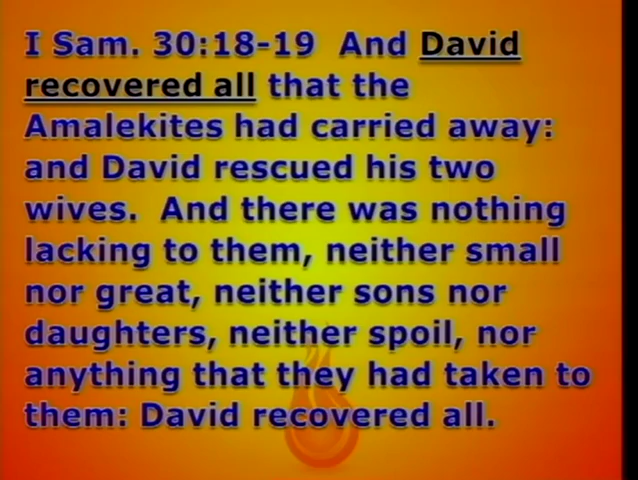 I Sam. 30:18-19  And David
recovered all that the
Amalekites had carried away:
and David rescued his two
wives.  And there was nothing
lacking to them, neither small
nor great, neither sons nor
daughters, neither spoil, nor
anything that they had taken to
them: David recovered all.